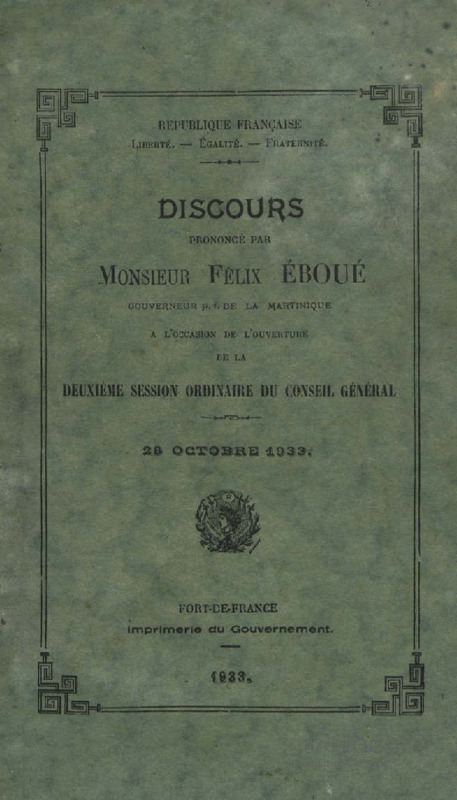 RÉPUBLIQUE FRANÇAISE
LIBERTÉ. — ÉGALITÉ. — FRATERNITÉ.
DISCOURS
PRONONCÉ PAR
MONSIEUR FÉLIX ÉBOUÉ
GOUVERNEUR p. i. DE LA MARTINIQUE
A L'OCCASION DE L'OUVERTURE
DE LA
DEUXIÈME SESSION ORDINAIRE DU CONSEIL GÉNÉRAL
28 OCTOBRE 1933.
FORT-DE-FRANCE
Imprimerie du Gouvernement.
1933.